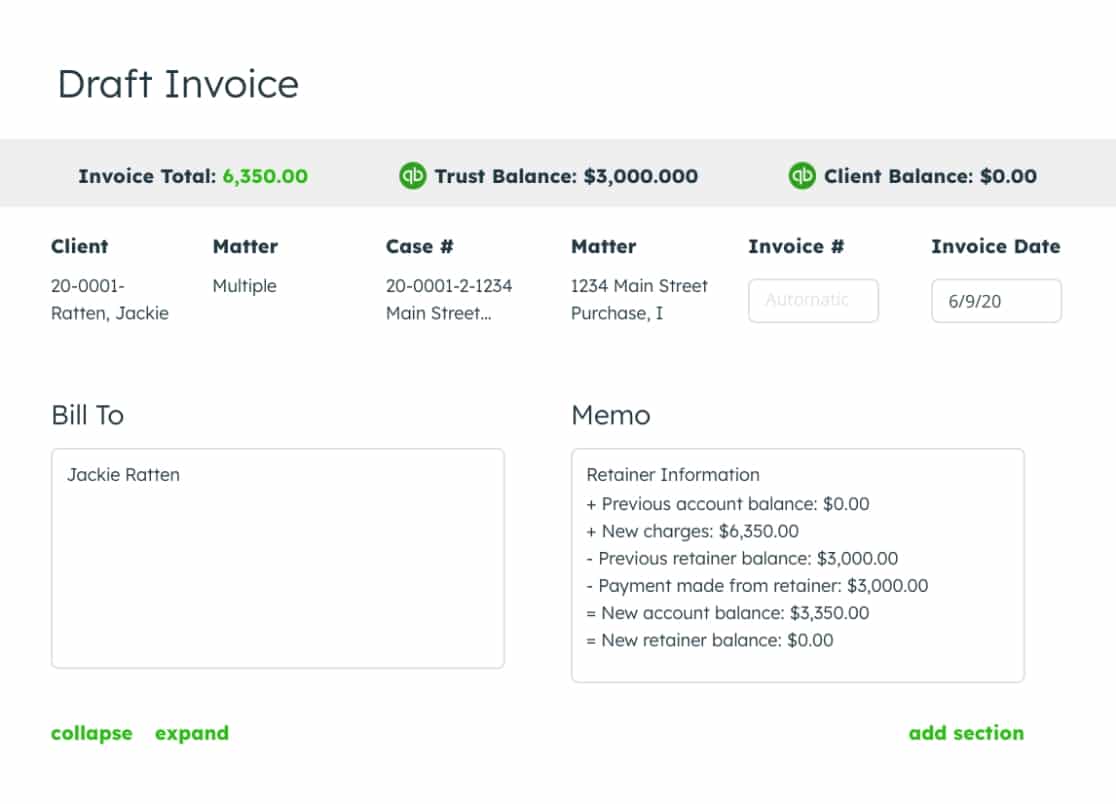 Draft Invoice
Invoice Total: 6,350.00
qb Trust Balance: $3,000.000
qb Client Balance: $0.00
Client
20-0001-
Ratten, Jackie
Matter
Multiple
Case #
20-0001-2-1234
Main Street...
Matter
1234 Main Street
Purchase, I
Invoice #
Automatic
Invoice Date
6/9/20
Bill To
Jackie Ratten
Memo
Retainer Information
+ Previous account balance: $0.00
+ New charges: $6,350.00
- Previous retainer balance: $3,000.00
- Payment made from retainer: $3,000.00
= New account balance: $3,350.00
= New retainer balance: $0.00
collapse expand
add section